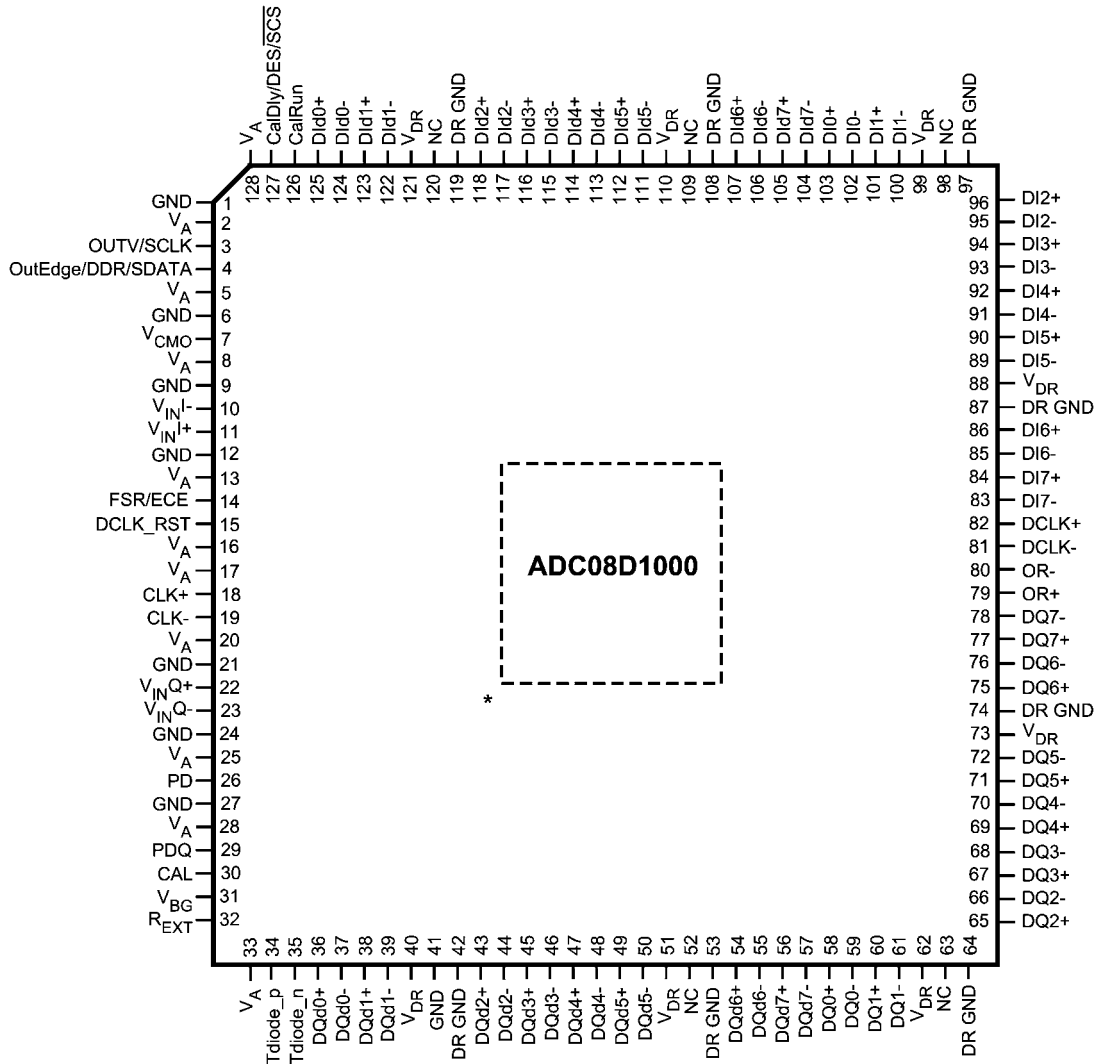 V_A
CalDly/DES/SCS
CalRun
DId0+
DId0-
DId1+
DId1-
V_DR
NC
DR GND
DId2+
DId2-
DId3+
DId3-
DId4+
DId4-
DId5+
DId5-
V_DR
NC
DR GND
DId6+
DId6-
DId7+
DId7-
DI0+
DI0-
DI1+
DI1-
V_DR
NC
DR GND
128
127
126
125
124
123
122
121
120
119
118
117
116
115
114
113
112
111
110
109
108
107
106
105
104
103
102
101
100
99
98
97
GND 1
V_A 2
OUTV/SCLK 3
OutEdge/DDR/SDATA 4
V_A 5
GND 6
V_CMO 7
V_A 8
GND 9
V_INI- 10
V_INI+ 11
GND 12
V_A 13
FSR/ECE 14
DCLK_RST 15
V_A 16
V_A 17
CLK+ 18
CLK- 19
V_A 20
GND 21
V_INQ+ 22
V_INQ- 23
GND 24
V_A 25
PD 26
GND 27
V_A 28
PDQ 29
CAL 30
V_BG 31
R_EXT 32
ADC08D1000
*
96 DI2+
95 DI2-
94 DI3+
93 DI3-
92 DI4+
91 DI4-
90 DI5+
89 DI5-
88 V_DR
87 DR GND
86 DI6+
85 DI6-
84 DI7+
83 DI7-
82 DCLK+
81 DCLK-
80 OR-
79 OR+
78 DQ7-
77 DQ7+
76 DQ6-
75 DQ6+
74 DR GND
73 V_DR
72 DQ5-
71 DQ5+
70 DQ4-
69 DQ4+
68 DQ3-
67 DQ3+
66 DQ2-
65 DQ2+
33
34
35
36
37
38
39
40
41
42
43
44
45
46
47
48
49
50
51
52
53
54
55
56
57
58
59
60
61
62
63
64
V_A
Tdiode_p
Tdiode_n
DQd0+
DQd0-
DQd1+
DQd1-
V_DR
GND
DR GND
DQd2+
DQd2-
DQd3+
DQd3-
DQd4+
DQd4-
DQd5+
DQd5-
V_DR
NC
DR GND
DQd6+
DQd6-
DQd7+
DQd7-
DQ0+
DQ0-
DQ1+
DQ1-
V_DR
NC
DR GND